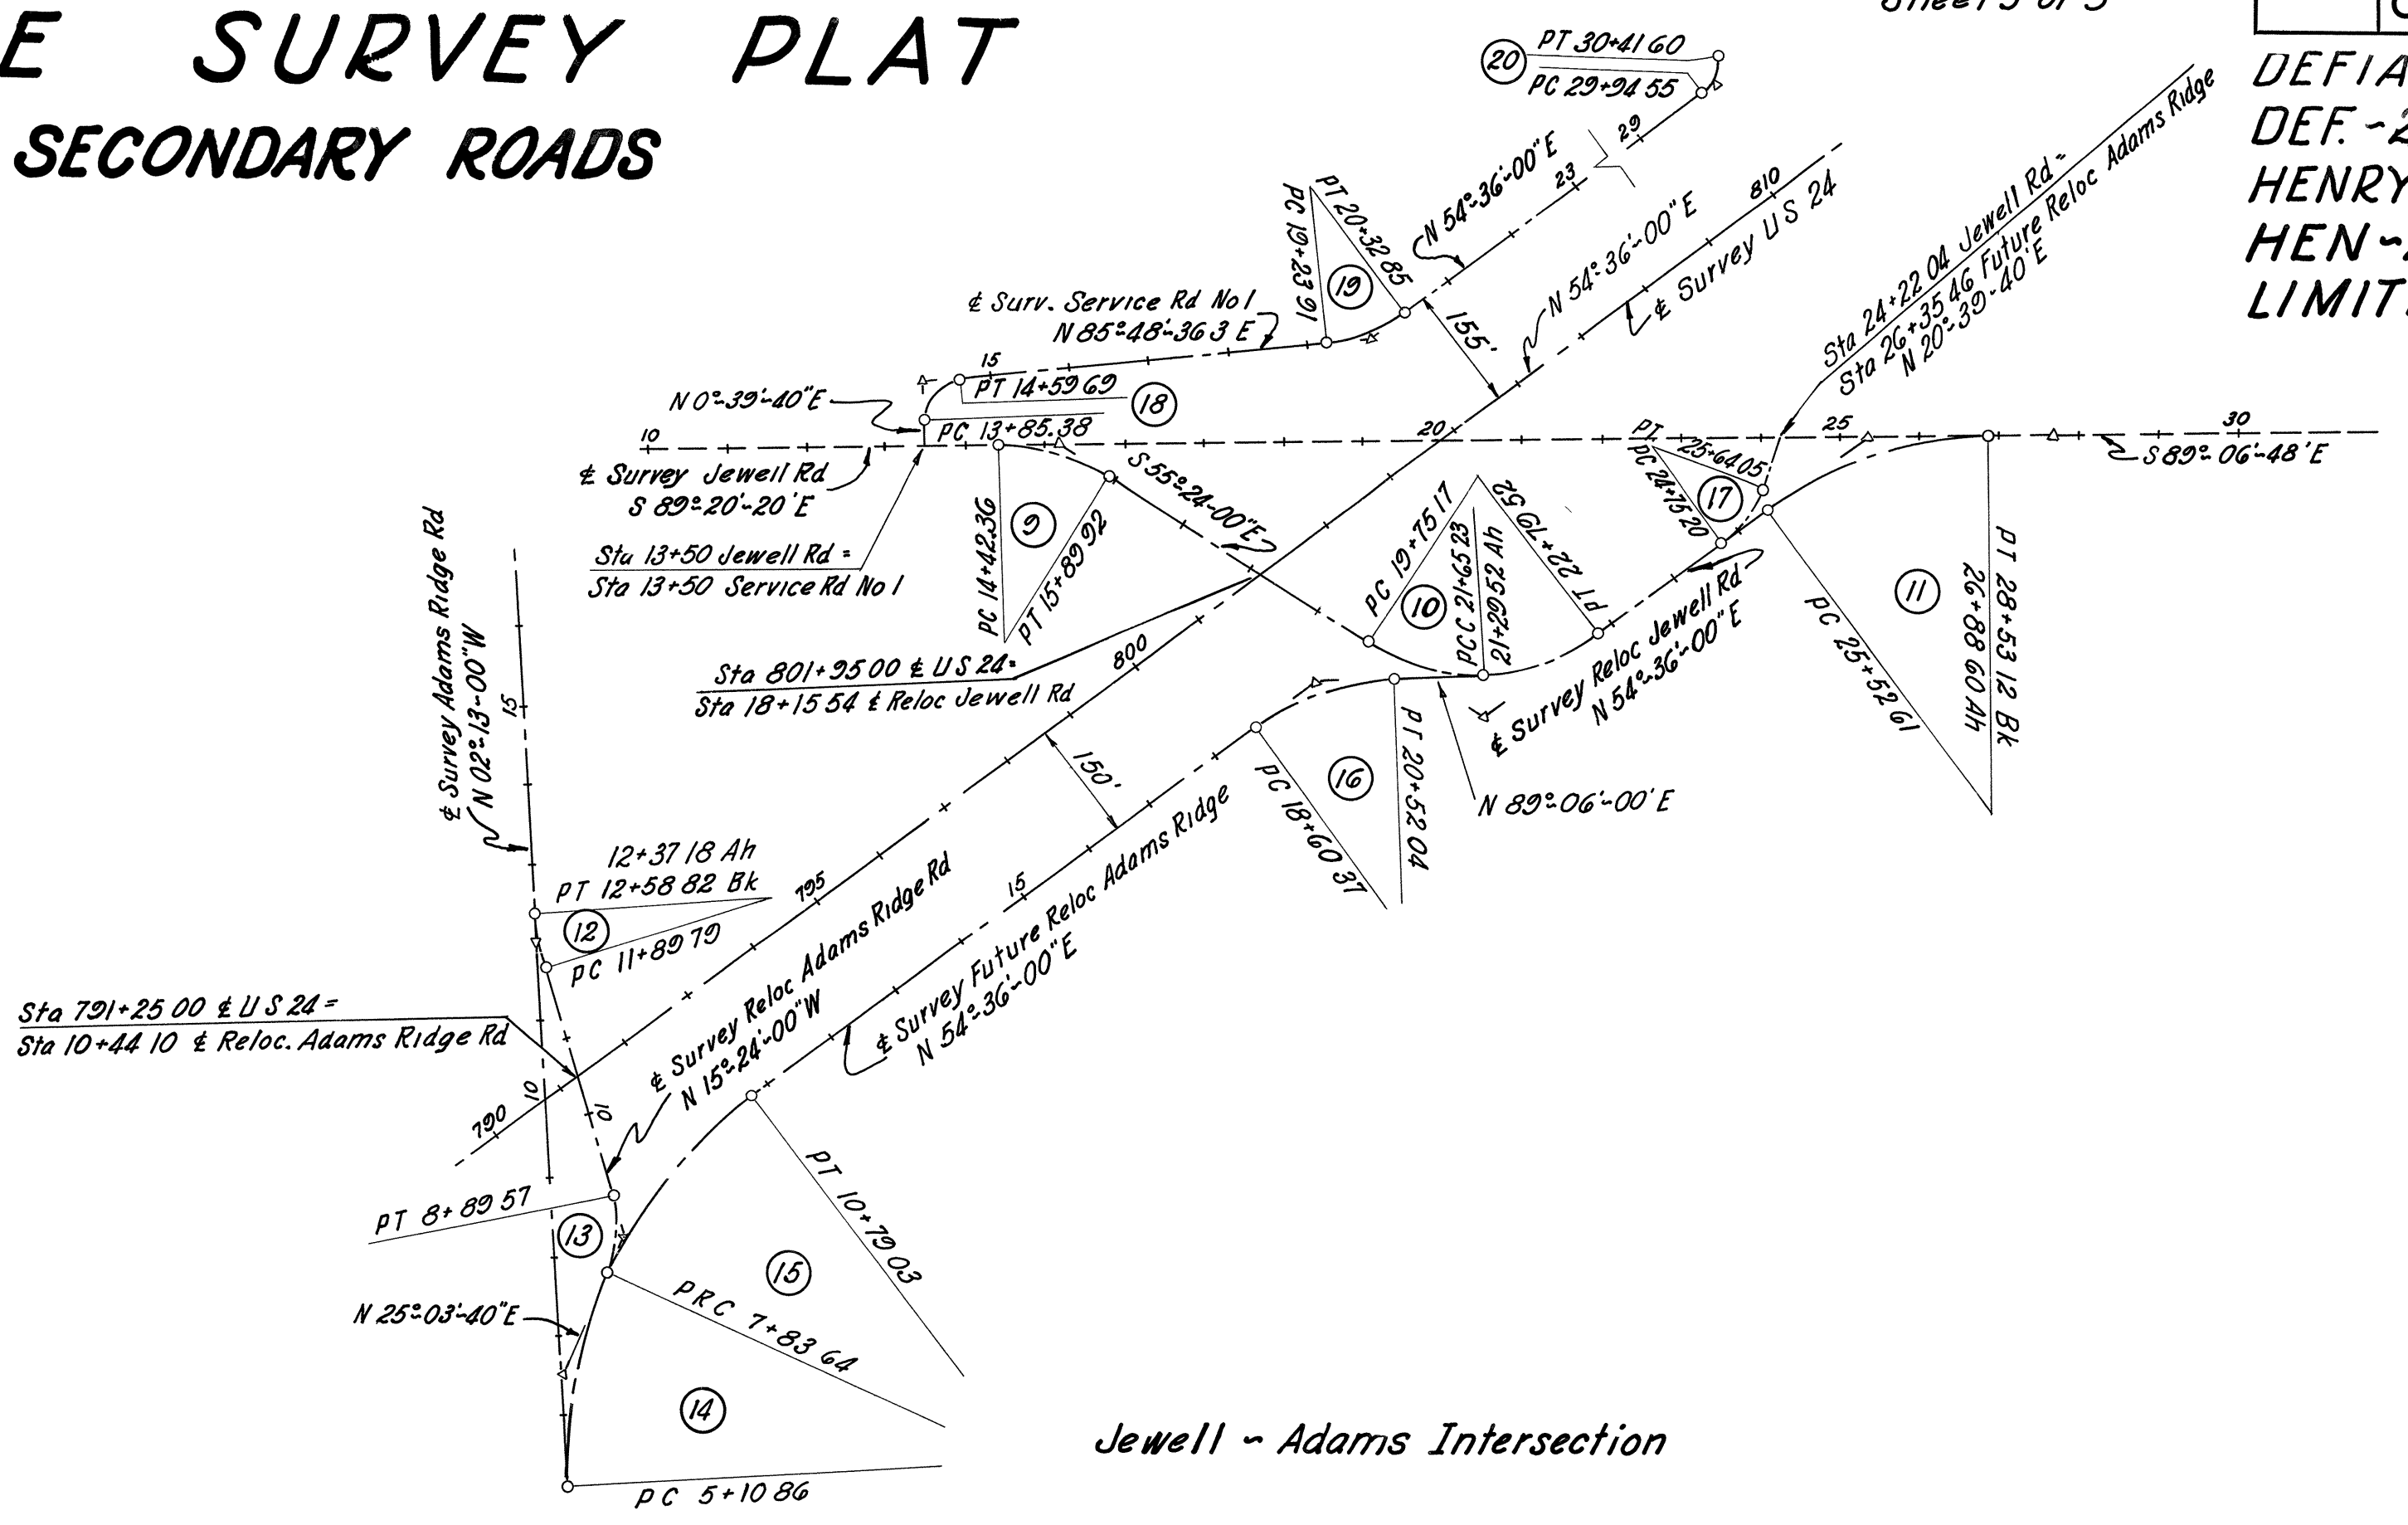 E SURVEY PLAT
SECONDARY ROADS
DEFIA
DEF.-2
HENRY
HEN~
LIMIT
20
PT 30+41 60
PC 29+94 55
29
23
N 54°-36'-00" E
N 54°-36'-00" E
810
℄ Survey U S 24
Sta 24+22 04 Jewell Rd =
Sta 26+35 46 Future Reloc Adams Ridge
N 20°-39'-40' E
PC 19+23 91
PT 20+32 85
19
155'
℄ Surv. Service Rd No 1
N 85°-48'-36 3 E
15
PT 14+59 69
18
N 0°-39'-40" E
PC 13+85.38
10
20
25
30
S 89°-06'-48' E
℄ Survey Jewell Rd
S 89°-20'-20' E
Sta 13+50 Jewell Rd =
Sta 13+50 Service Rd No 1
PC 14+42.36
9
PT 15+89 92
S 55°-24-00" E
PC 19+75 17
10
PCC 21+65 23
21+29 52 Ah
PT 22+79 52
PT
25+64 05
PC 24+75 20
17
11
PC 25+52 61
PT 28+53 12 Bk
26+88 60 Ah
℄ Survey Reloc Jewell Rd
N 54°-36'-00" E
Sta 801+95 00 ℄ U S 24 =
Sta 18+15 54 ℄ Reloc Jewell Rd
800
℄ Survey Adams Ridge Rd
N 02°-13'-00" W
15
150'
16
PC 18+60 37
PT 20+52 04
N 89°-06'-00' E
12+37 18 Ah
PT 12+58 82 Bk
12
PC 11+89 79
795
15
℄ Survey Reloc Adams Ridge Rd
N 15°-24'-00" W
℄ Survey Future Reloc Adams Ridge
N 54°-36'-00" E
Sta 791+25 00 ℄ U S 24 =
Sta 10+44 10 ℄ Reloc. Adams Ridge Rd
10
10
790
PT 8+89 57
13
PT 10+79 03
15
N 25°-03'-40" E
PRC 7+83 64
14
PC 5+10 86
Jewell ~ Adams Intersection